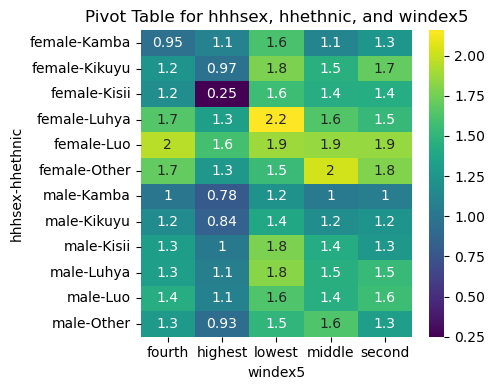 Pivot Table for hhhsex, hhethnic, and windex5
hhhsex-hhethnic
female-Kamba 0.95 1.1 1.6 1.1 1.3
female-Kikuyu 1.2 0.97 1.8 1.5 1.7
female-Kisii 1.2 0.25 1.6 1.4 1.4
female-Luhya 1.7 1.3 2.2 1.6 1.5
female-Luo 2 1.6 1.9 1.9 1.9
female-Other 1.7 1.3 1.5 2 1.8
male-Kamba 1 0.78 1.2 1 1
male-Kikuyu 1.2 0.84 1.4 1.2 1.2
male-Kisii 1.3 1 1.8 1.4 1.3
male-Luhya 1.3 1.1 1.8 1.5 1.5
male-Luo 1.4 1.1 1.6 1.4 1.6
male-Other 1.3 0.93 1.5 1.6 1.3
fourth highest lowest middle second
windex5
2.00
1.75
1.50
1.25
1.00
0.75
0.50
0.25